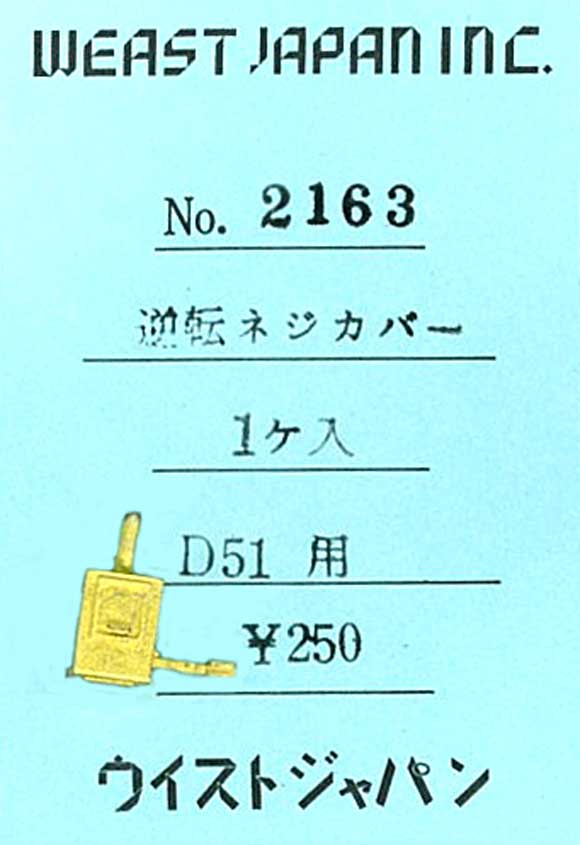 WEAST JAPAN INC.
No. 2163
逆転ネジカバー
1ケ入
D51 用
¥250
ウイストジャパン